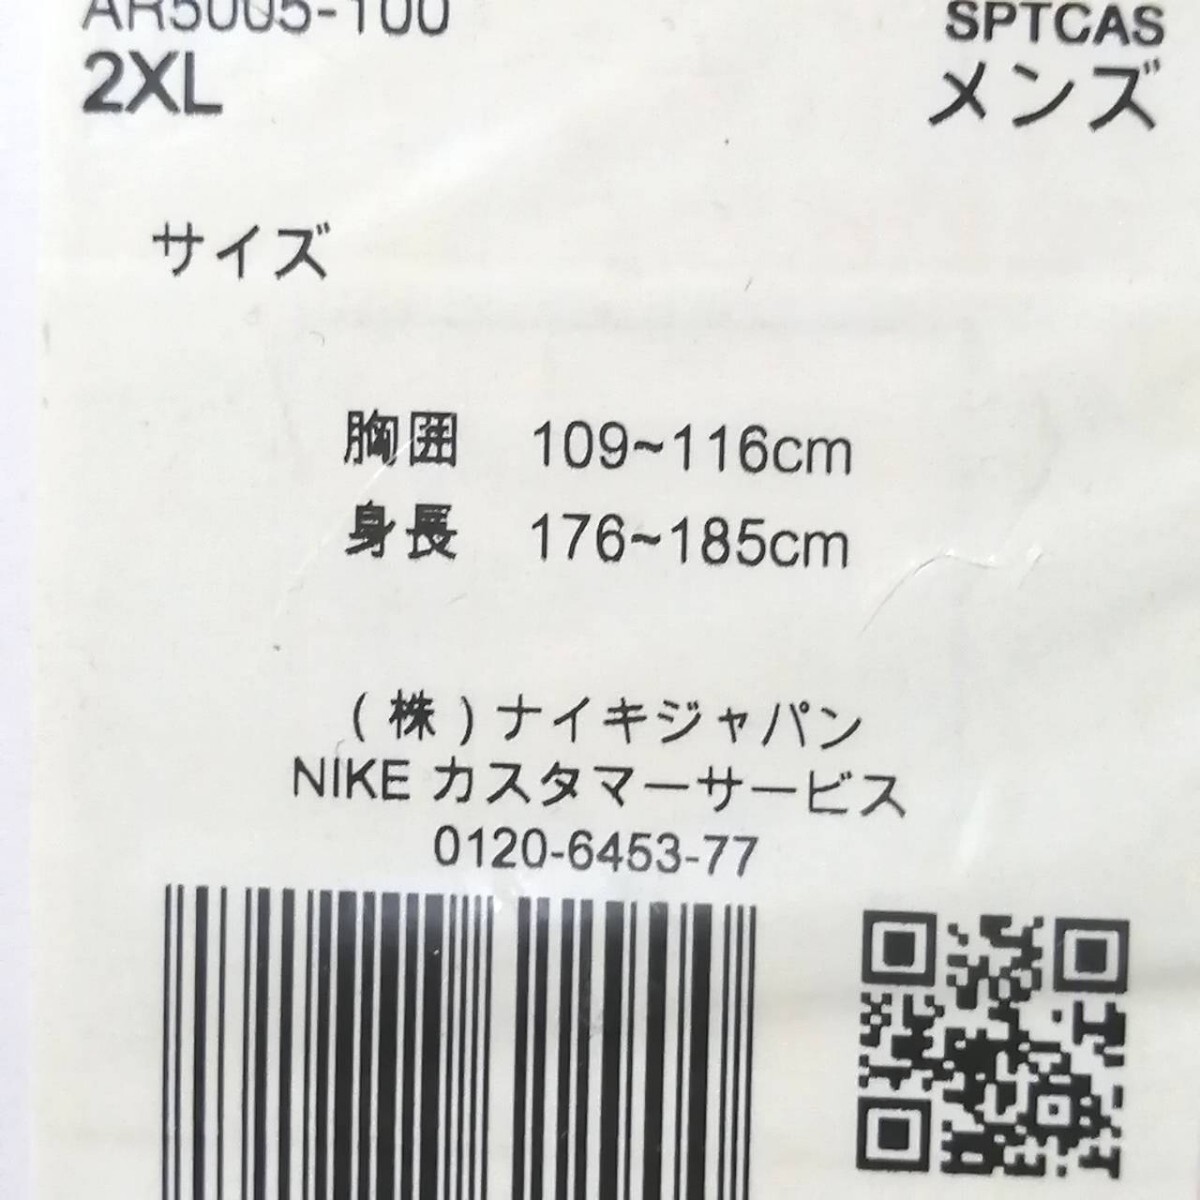 AR5005-100 SPTCAS
2XL メンズ
サイズ
胸囲 109~116cm
身長 176~185cm
(株)ナイキジャパン
NIKE カスタマーサービス
0120-6453-77